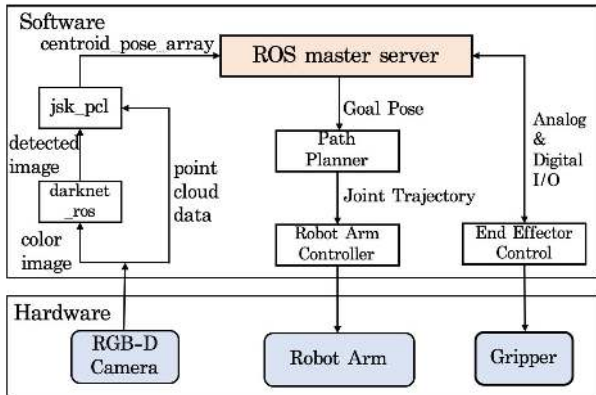 Software
centroid_pose_array
ROS master server
jsk_pcl
Goal Pose
Analog
&
Digital
I/O
detected
image
point
cloud
data
Path
Planner
darknet
_ros
Joint Trajectory
color
image
Robot Arm
Controller
End Effector
Control
Hardware
RGB-D
Camera
Robot Arm
Gripper